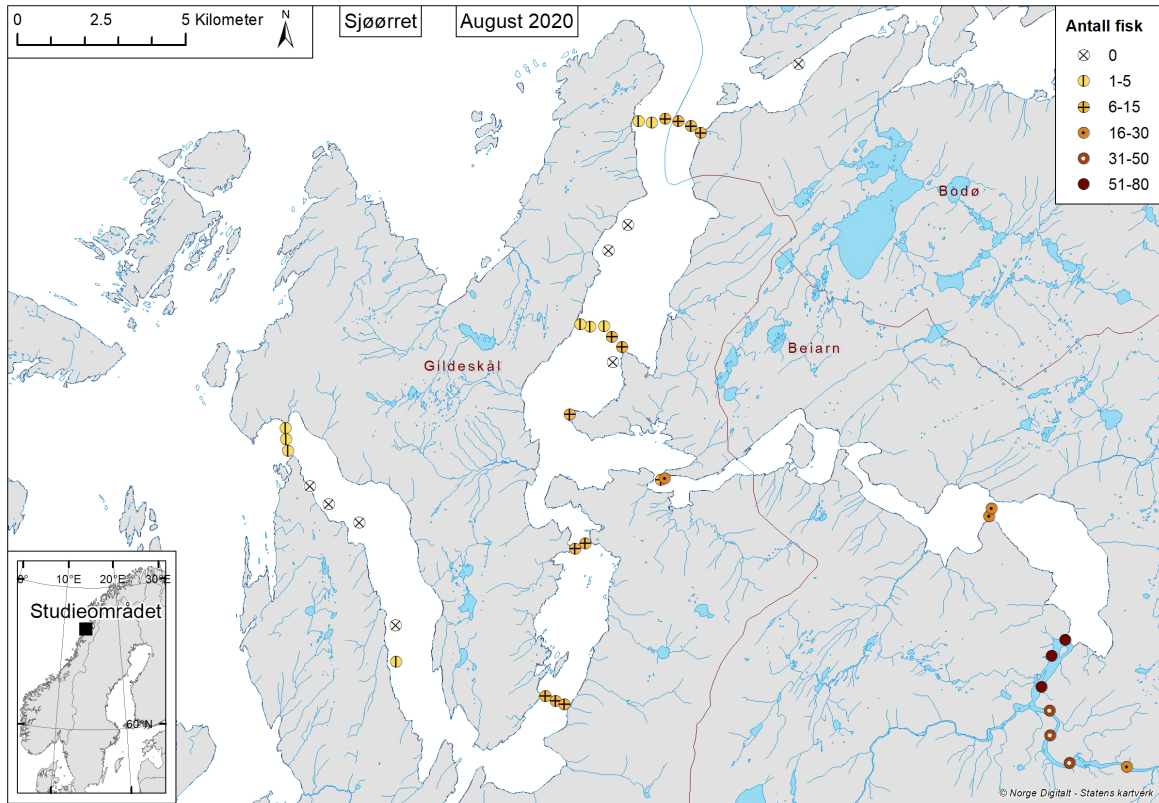 0 2.5 5 Kilometer
N
Sjøørret
August 2020
Antall fisk
0
1-5
6-15
16-30
31-50
51-80
Bodø
Beiarn
Gildeskål
0° 10°E 20°E 30°E
Studieområdet
60°N
© Norge Digitalt - Statens kartverk